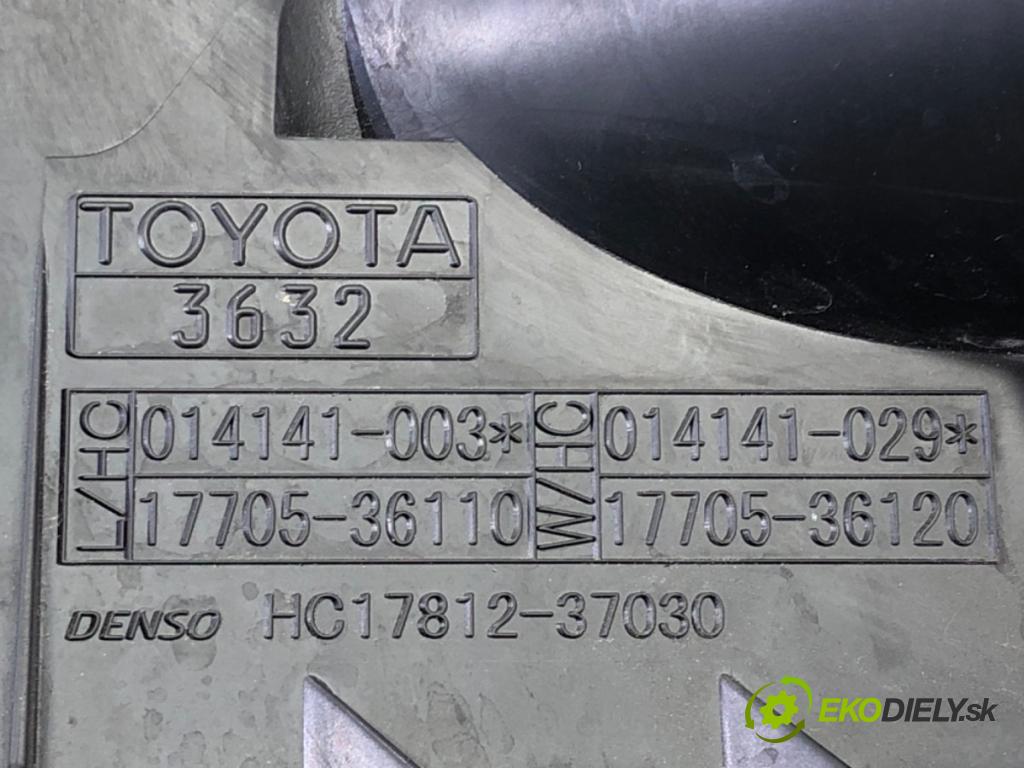 TOYOTA
3632
L/HC 014141-003* W/HC 014141-029*
17705-36110 17705-36120
DENSO HC17812-37030
EKODIELY.sk